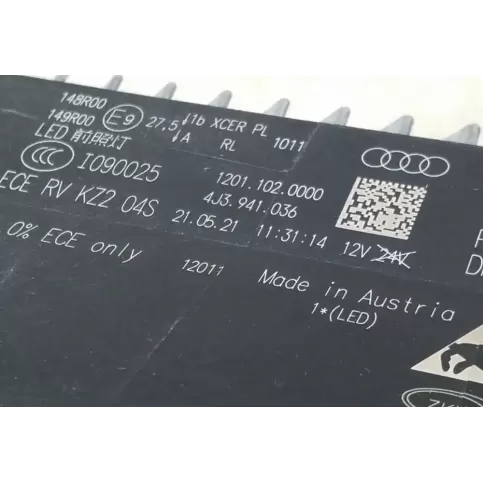 148R00
149R00 E9 27,5 1b XCER PL
A RL 1011
LED 前照灯
CCC I090025
ECE RV KZ2 04S
1201.102.0000
4J3.941.036
21.05.21 11:31:14 12V 24V
0% ECE only
12011
Made in Austria
1*(LED)